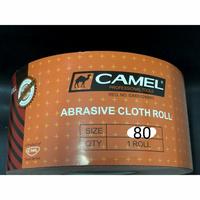 CAMEL
PROFESSIONAL TOOLS
ABRASIVE CLOTH ROLL
SIZE 80
QTY 1 ROLL